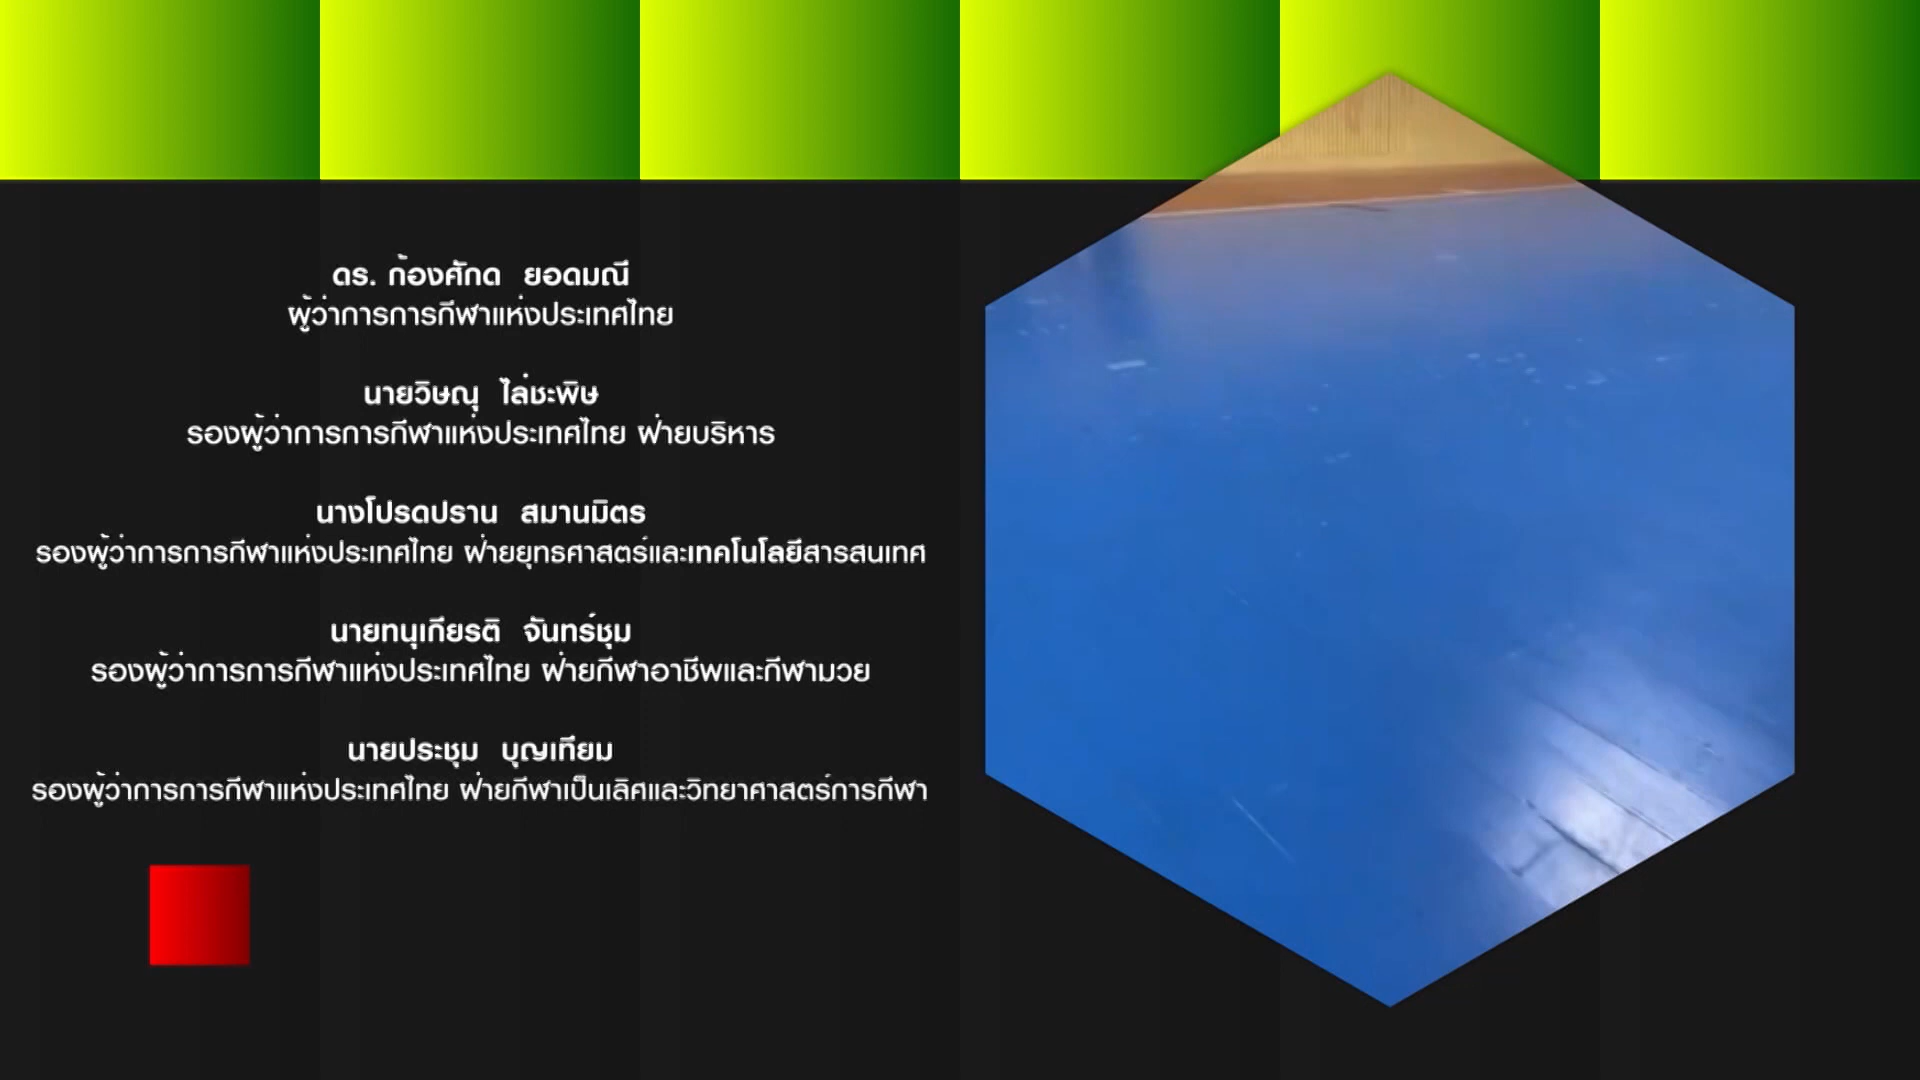 ดร. ก้องศักด  ยอดมณี
ผู้ว่าการการกีฬาแห่งประเทศไทย
นายวิษณุ  ไล่ชะพิษ
รองผู้ว่าการการกีฬาแห่งประเทศไทย ฝ่ายบริหาร
นางโปรดปราน  สมานมิตร
รองผู้ว่าการการกีฬาแห่งประเทศไทย ฝ่ายยุทธศาสตร์และเทคโนโลยีสารสนเทศ
นายทนุเกียรติ  จันทร์ชุม
รองผู้ว่าการการกีฬาแห่งประเทศไทย ฝ่ายกีฬาอาชีพและกีฬามวย
นายประชุม  บุญเทียม
รองผู้ว่าการการกีฬาแห่งประเทศไทย ฝ่ายกีฬาเป็นเลิศและวิทยาศาสตร์การกีฬา